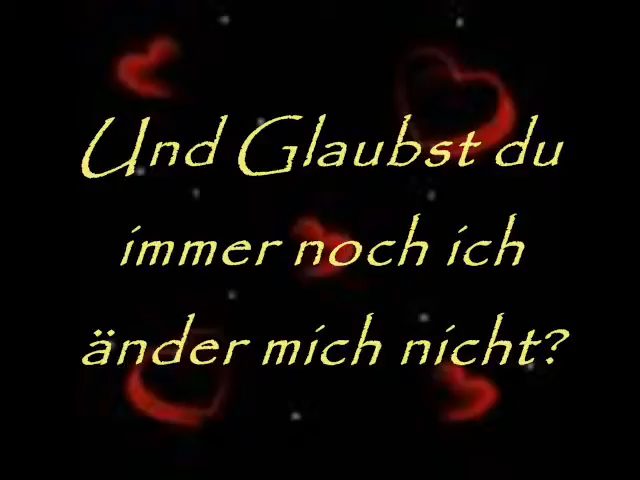 Und Glaubst du
immer noch ich
änder mich nicht?